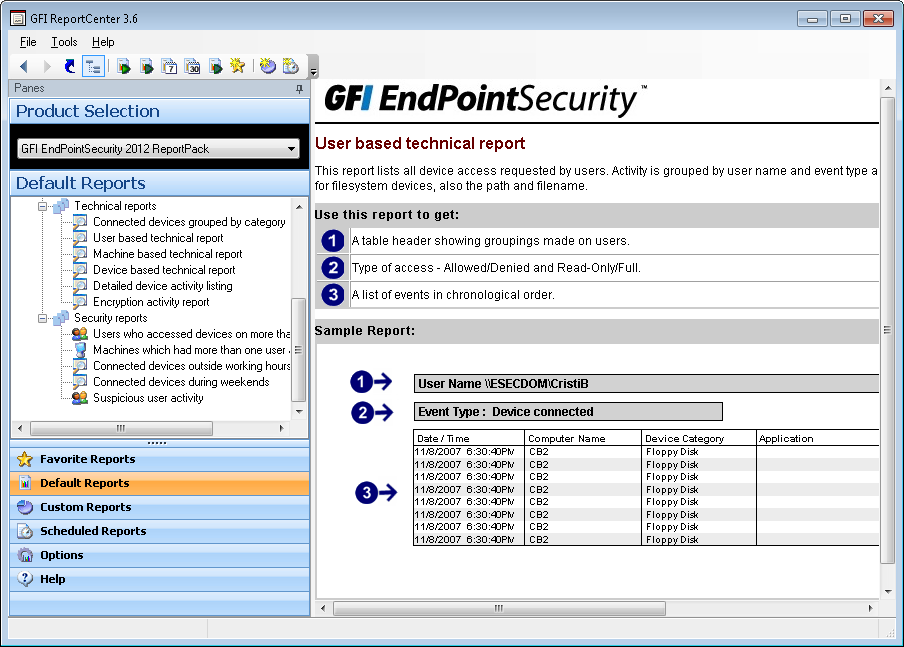 GFI ReportCenter 3.6
File Tools Help
7 30
Panes
Product Selection
GFI EndPointSecurity 2012 ReportPack
Default Reports
Technical reports
Connected devices grouped by category
User based technical report
Machine based technical report
Device based technical report
Detailed device activity listing
Encryption activity report
Security reports
Users who accessed devices on more tha
Machines which had more than one user
Connected devices outside working hours
Connected devices during weekends
Suspicious user activity
Favorite Reports
Default Reports
Custom Reports
Scheduled Reports
Options
Help
GFI EndPointSecurity™
User based technical report
This report lists all device access requested by users. Activity is grouped by user name and event type a
for filesystem devices, also the path and filename.
Use this report to get:
1 A table header showing groupings made on users.
2 Type of access - Allowed/Denied and Read-Only/Full.
3 A list of events in chronological order.
Sample Report:
1 User Name \\ESECDOM\CristiB
2 Event Type : Device connected
3
Date / Time Computer Name Device Category Application
11/8/2007 6:30:40PM CB2 Floppy Disk
11/8/2007 6:30:40PM CB2 Floppy Disk
11/8/2007 6:30:40PM CB2 Floppy Disk
11/8/2007 6:30:40PM CB2 Floppy Disk
11/8/2007 6:30:40PM CB2 Floppy Disk
11/8/2007 6:30:40PM CB2 Floppy Disk
11/8/2007 6:30:40PM CB2 Floppy Disk
11/8/2007 6:30:40PM CB2 Floppy Disk